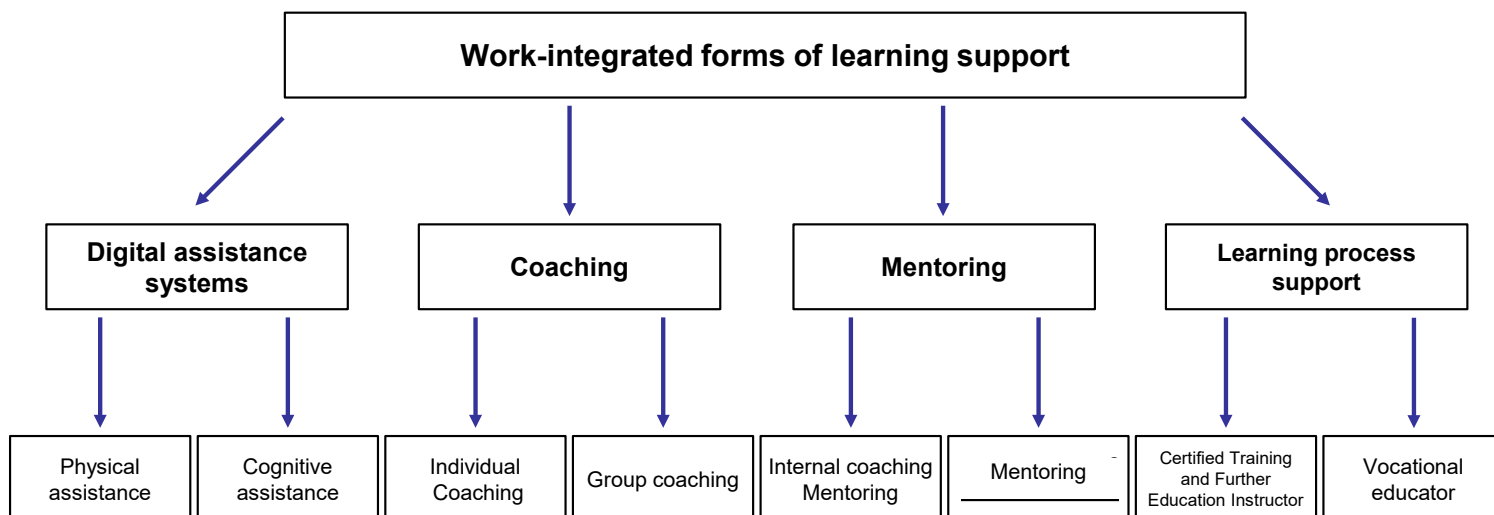 Work-integrated forms of learning support
Digital assistance
systems
Coaching
Mentoring
Learning process
support
Physical
assistance
Cognitive
assistance
Individual
Coaching
Group coaching
Internal coaching
Mentoring
Mentoring
Certified Training
and Further
Education Instructor
Vocational
educator